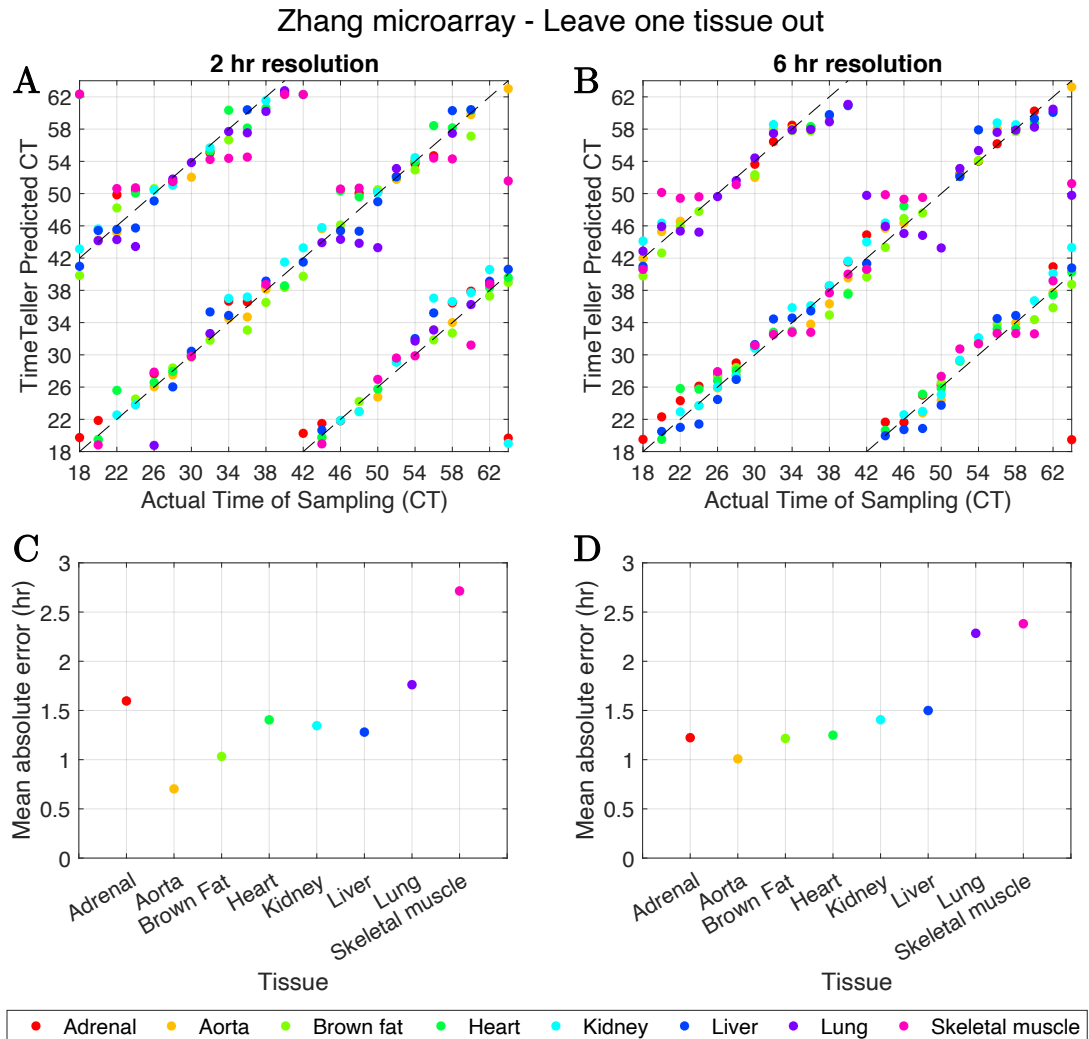 Zhang microarray - Leave one tissue out
A
2 hr resolution
TimeTeller Predicted CT
62
58
54
50
46
42
38
34
30
26
22
18
18 22 26 30 34 38 42 46 50 54 58 62
Actual Time of Sampling (CT)
B
6 hr resolution
TimeTeller Predicted CT
62
58
54
50
46
42
38
34
30
26
22
18
18 22 26 30 34 38 42 46 50 54 58 62
Actual Time of Sampling (CT)
C
Mean absolute error (hr)
3
2.5
2
1.5
1
0.5
0
Adrenal
Aorta
Brown Fat
Heart
Kidney
Liver
Lung
Skeletal muscle
Tissue
D
Mean absolute error (hr)
3
2.5
2
1.5
1
0.5
0
Adrenal
Aorta
Brown Fat
Heart
Kidney
Liver
Lung
Skeletal muscle
Tissue
Adrenal Aorta Brown fat Heart Kidney Liver Lung Skeletal muscle